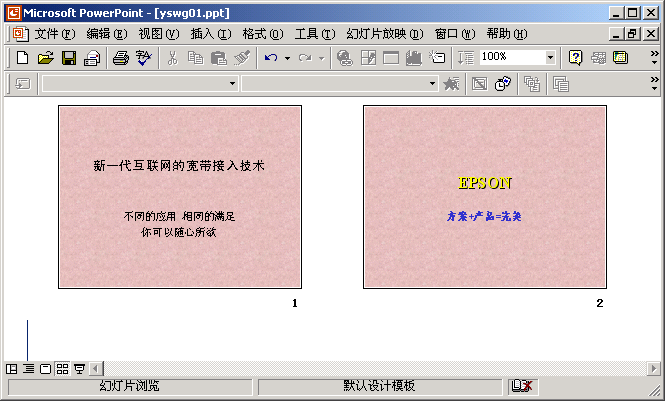 Microsoft PowerPoint - [yswg01.ppt]
文件(F) 编辑(E) 视图(V) 插入(I) 格式(O) 工具(T) 幻灯片放映(D) 窗口(W) 帮助(H)
100%
新一代互联网的宽带接入技术
不同的应用 相同的满足
你可以随心所欲
1
EPSON
方案+产品=完美
2
幻灯片浏览
默认设计模板